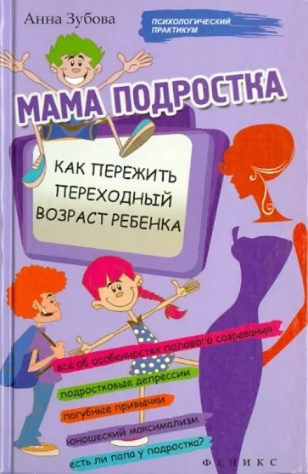 Анна Зубова
ПСИХОЛОГИЧЕСКИЙ
ПРАКТИКУМ
МАМА ПОДРОСТКА
КАК ПЕРЕЖИТЬ
ПЕРЕХОДНЫЙ
ВОЗРАСТ РЕБЕНКА
все об особенностях полового созревания
подростковые депрессии
пагубные привычки
юношеский максимализм
есть ли папа у подростка?
ФЕНИКС